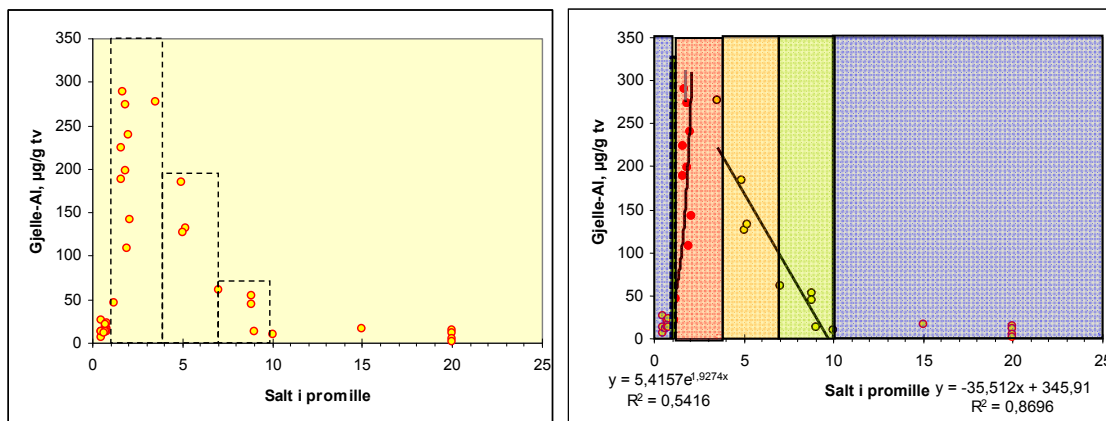 350
300
250
200
150
100
50
0
0 5 10 15 20 25
Gjelle-Al, µg/g tv
Salt i promille
350
300
250
200
150
100
50
0
0 5 10 15 20 25
Gjelle-Al, µg/g tv
Salt i promille
y = 5,4157e^1,9274x
R² = 0,5416
y = -35,512x + 345,91
R² = 0,8696